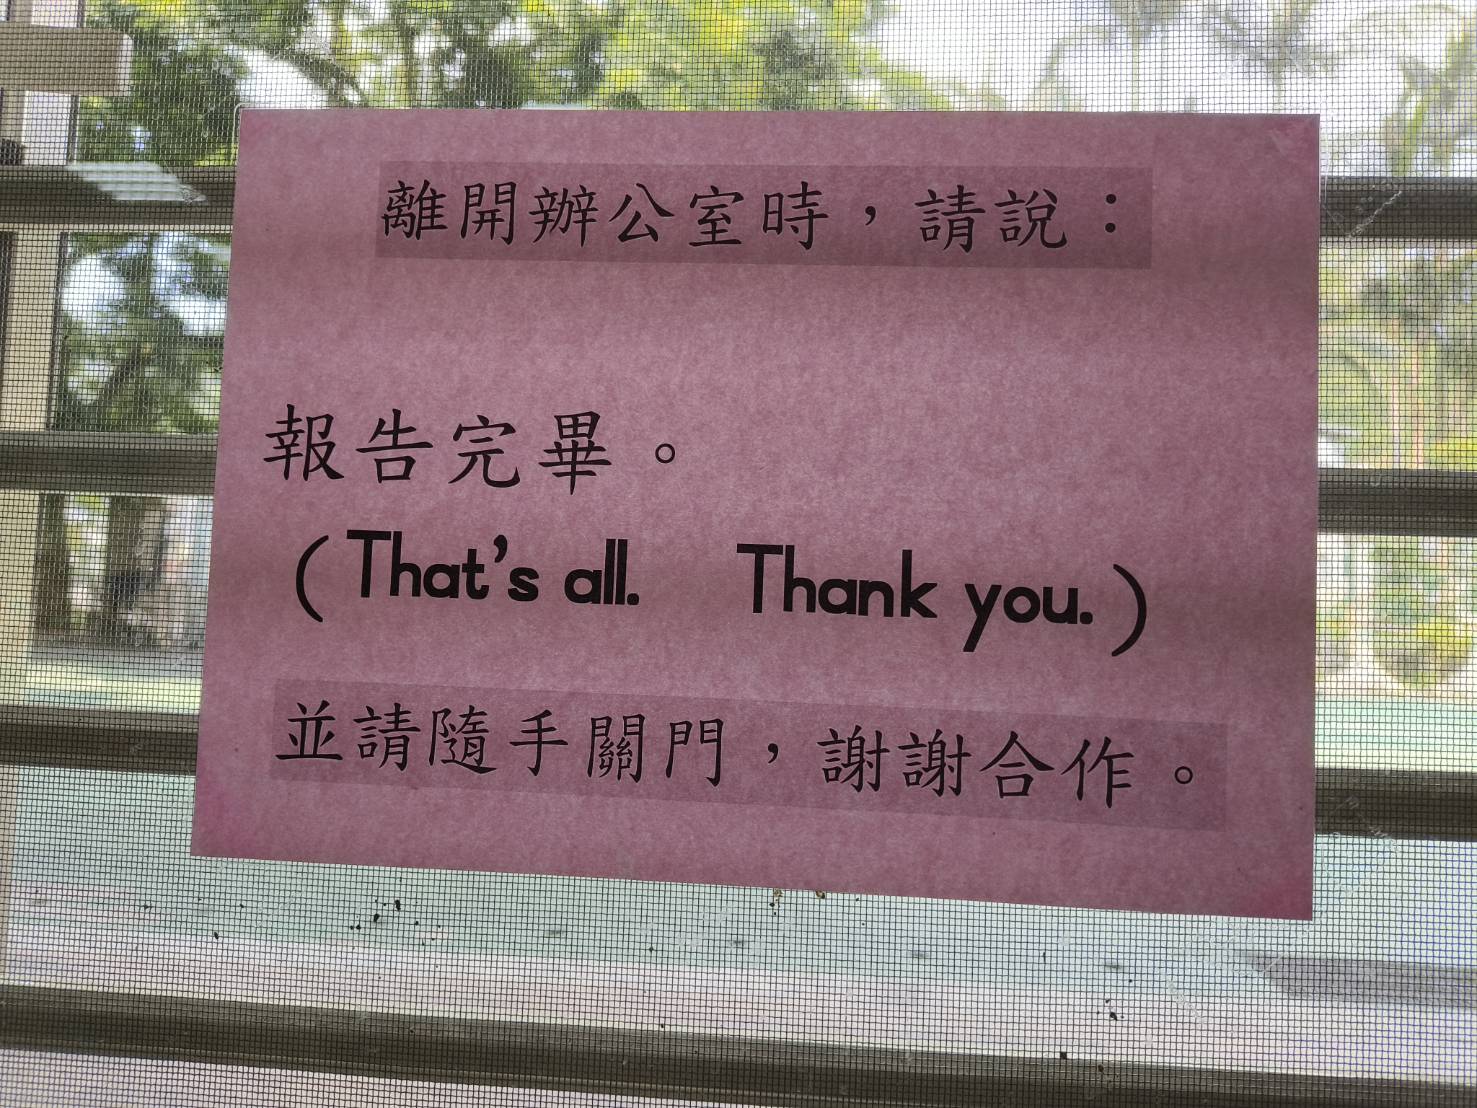 離開辦公室時，請說：
報告完畢。
(That's all.  Thank you.)
並請隨手關門，謝謝合作。